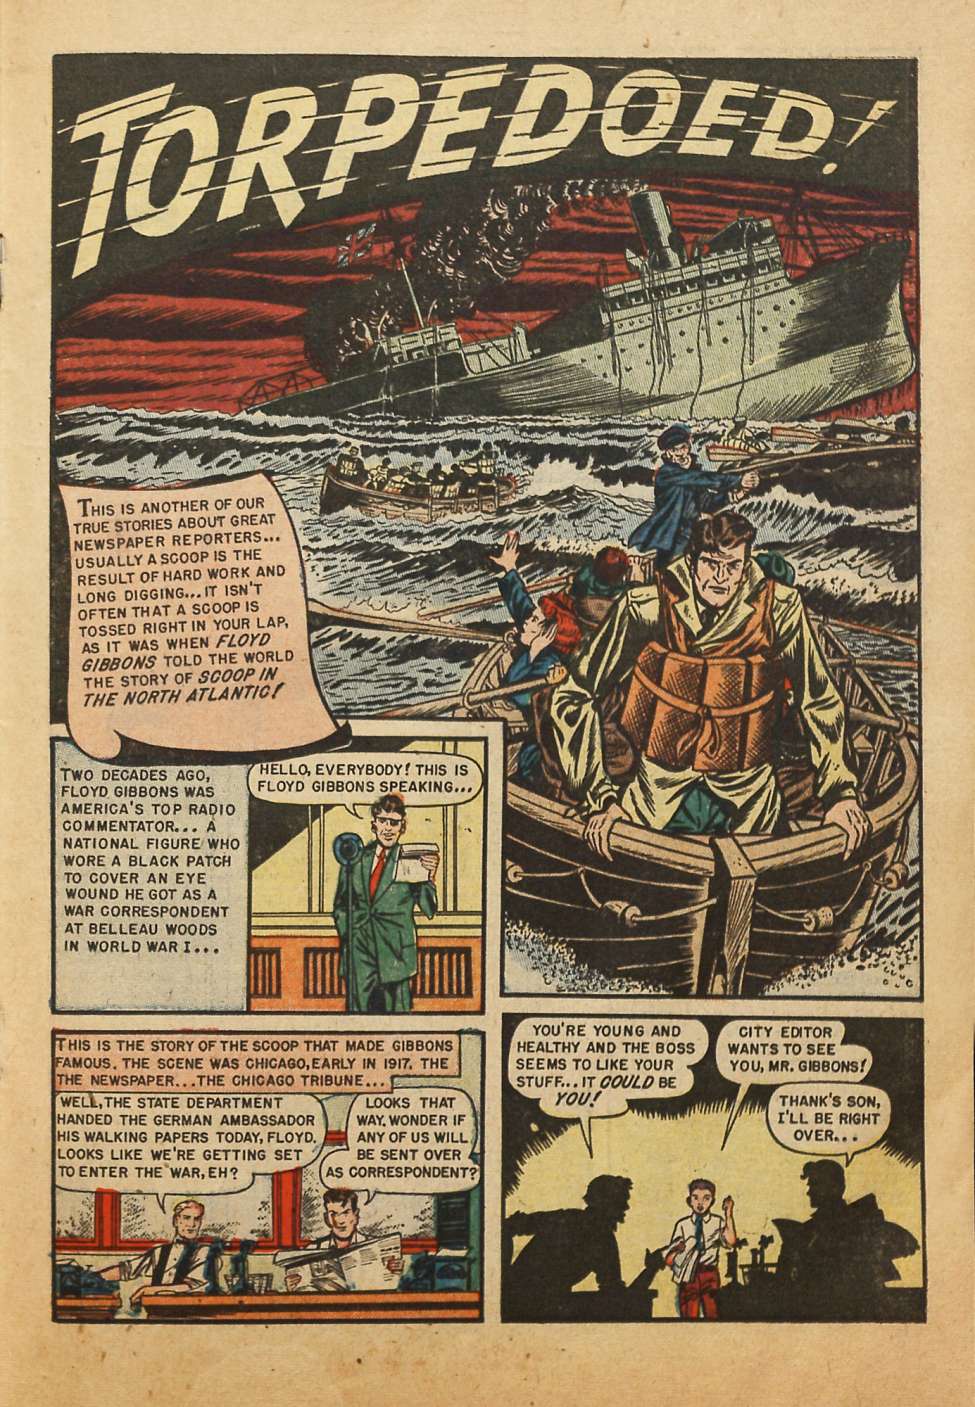 TORPEDOED!
THIS IS ANOTHER OF OUR
TRUE STORIES ABOUT GREAT
NEWSPAPER REPORTERS...
USUALLY A SCOOP IS THE
RESULT OF HARD WORK AND
LONG DIGGING...IT ISN'T
OFTEN THAT A SCOOP IS
TOSSED RIGHT IN YOUR LAP,
AS IT WAS WHEN FLOYD
GIBBONS TOLD THE WORLD
THE STORY OF SCOOP IN
THE NORTH ATLANTIC!
TWO DECADES AGO,
FLOYD GIBBONS WAS
AMERICA'S TOP RADIO
COMMENTATOR... A
NATIONAL FIGURE WHO
WORE A BLACK PATCH
TO COVER AN EYE
WOUND HE GOT AS A
WAR CORRESPONDENT
AT BELLEAU WOODS
IN WORLD WAR I...
HELLO, EVERYBODY! THIS IS
FLOYD GIBBONS SPEAKING...
THIS IS THE STORY OF THE SCOOP THAT MADE GIBBONS
FAMOUS. THE SCENE WAS CHICAGO, EARLY IN 1917. THE
THE NEWSPAPER...THE CHICAGO TRIBUNE...
WELL, THE STATE DEPARTMENT
HANDED THE GERMAN AMBASSADOR
HIS WALKING PAPERS TODAY, FLOYD.
LOOKS LIKE WE'RE GETTING SET
TO ENTER THE WAR, EH?
LOOKS THAT
WAY. WONDER IF
ANY OF US WILL
BE SENT OVER
AS CORRESPONDENT?
YOU'RE YOUNG AND
HEALTHY AND THE BOSS
SEEMS TO LIKE YOUR
STUFF... IT COULD BE
YOU!
CITY EDITOR
WANTS TO SEE
YOU, MR. GIBBONS!
THANK'S SON,
I'LL BE RIGHT
OVER...